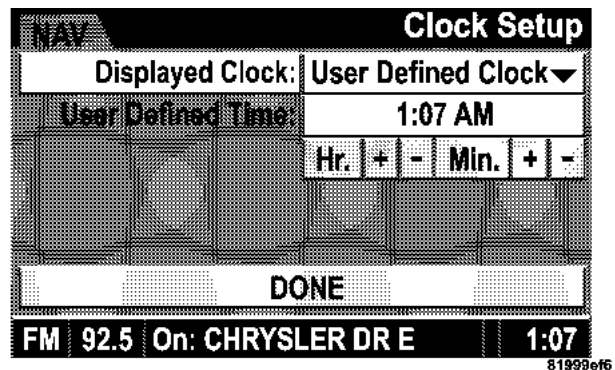 NAV Clock Setup
Displayed Clock: User Defined Clock
User Defined Time: 1:07 AM
Hr. + - Min. + -
DONE
FM 92.5 On: CHRYSLER DR E 1:07
81999ef6